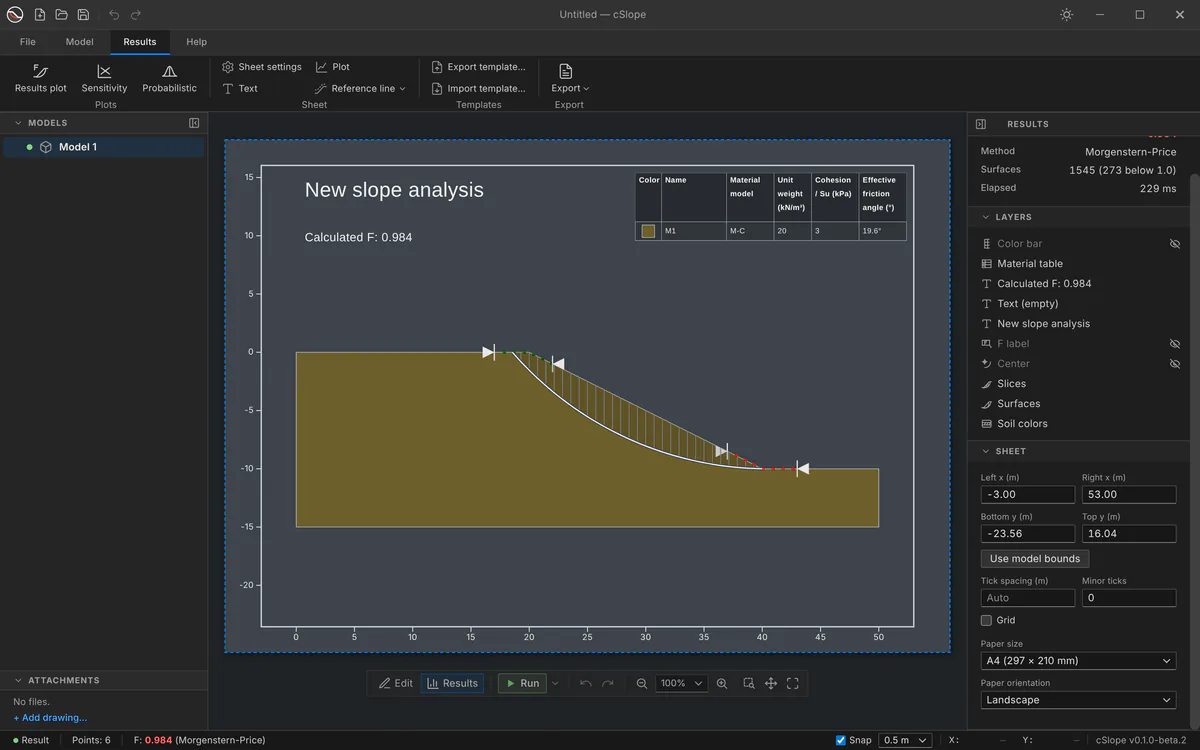 Untitled — cSlope
File
Model
Results
Help
Results plot
Sensitivity
Probabilistic
Plots
Sheet settings
Plot
Text
Reference line
Sheet
Export template...
Import template...
Templates
Export
Export
MODELS
Model 1
ATTACHMENTS
No files.
+ Add drawing...
New slope analysis
Calculated F: 0.984
Color
Name
Material model
Unit weight (kN/m³)
Cohesion / Su (kPa)
Effective friction angle (°)
M1
M-C
20
3
19.6°
15
10
5
0
-5
-10
-15
-20
0
5
10
15
20
25
30
35
40
45
50
Edit
Results
Run
100%
RESULTS
Method
Morgenstern-Price
Surfaces
1545 (273 below 1.0)
Elapsed
229 ms
LAYERS
Color bar
Material table
Calculated F: 0.984
Text (empty)
New slope analysis
F label
Center
Slices
Surfaces
Soil colors
SHEET
Left x (m)
Right x (m)
-3.00
53.00
Bottom y (m)
Top y (m)
-23.56
16.04
Use model bounds
Tick spacing (m)
Minor ticks
Auto
0
Grid
Paper size
A4 (297 × 210 mm)
Paper orientation
Landscape
Result
Points: 6
F: 0.984 (Morgenstern-Price)
Snap
0.5 m
X:
–
Y:
–
cSlope v0.1.0-beta.2